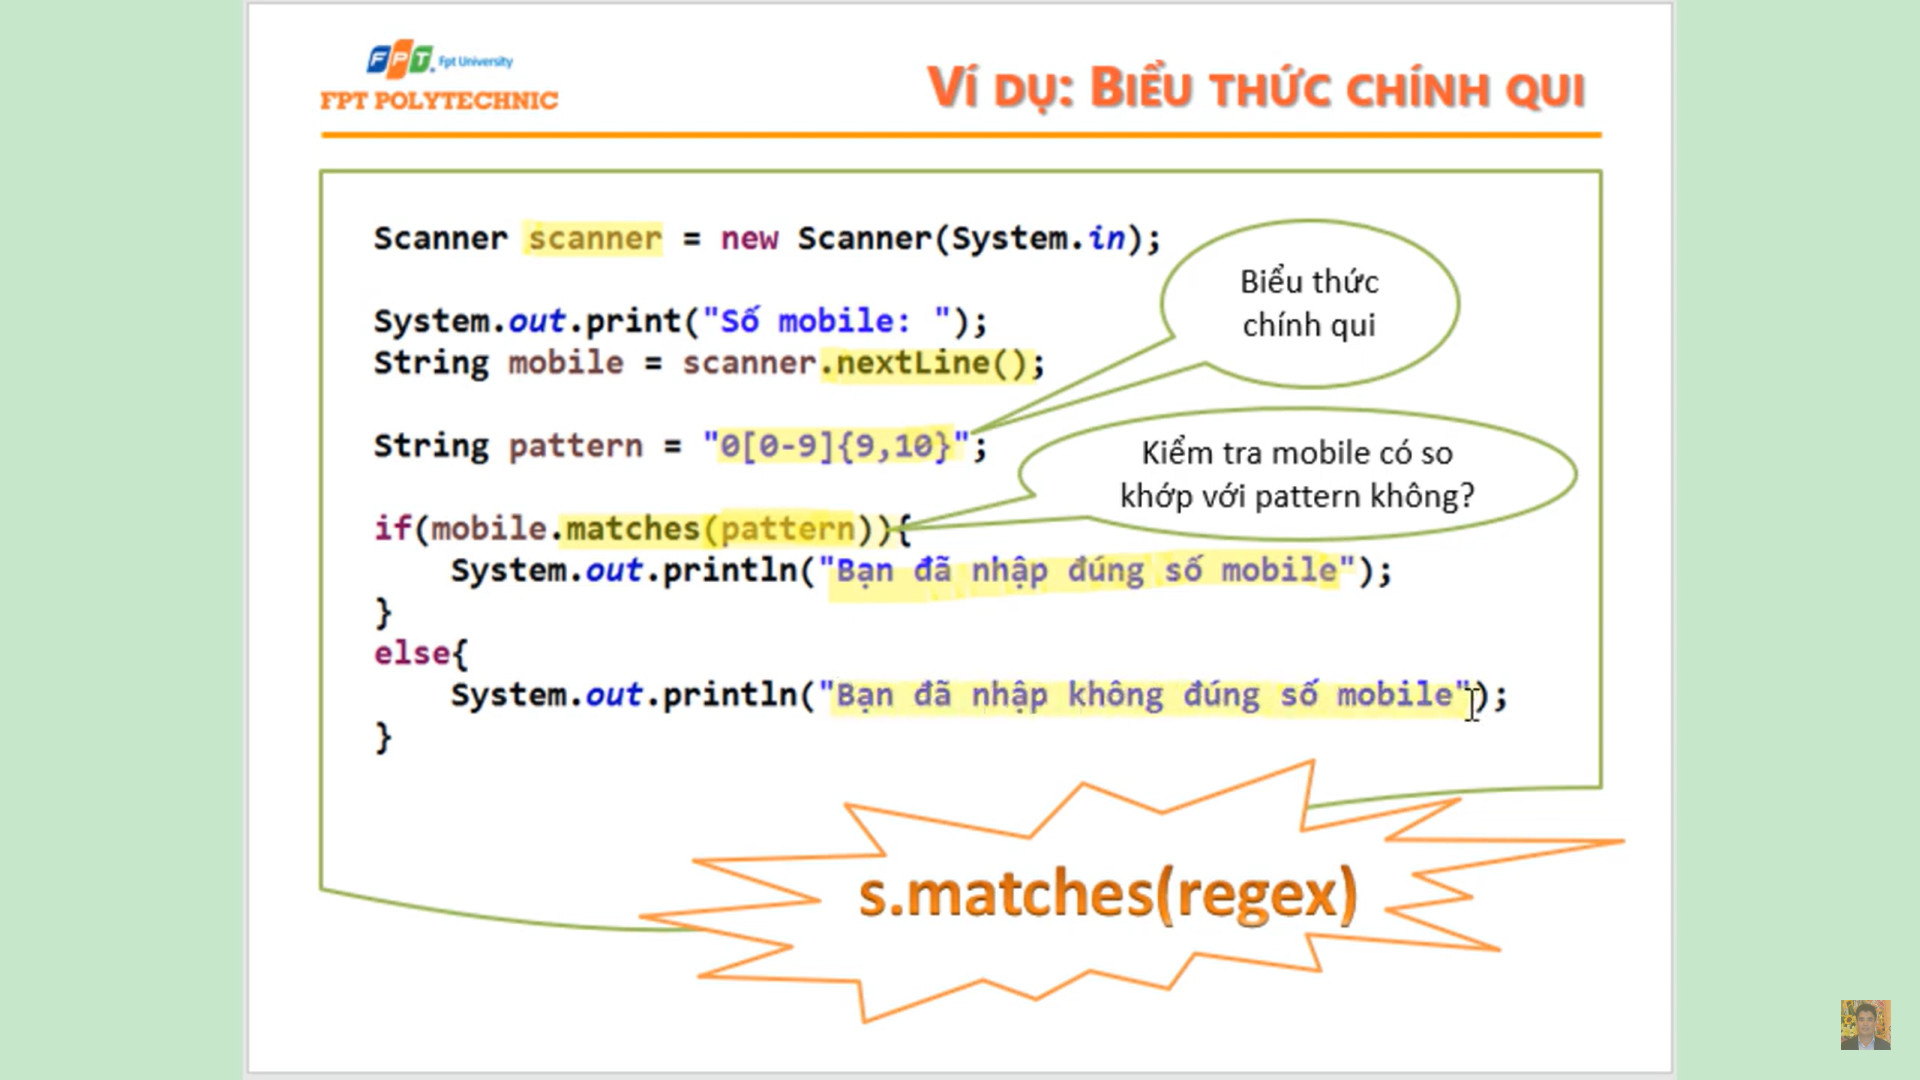 FPT. Fpt University
FPT POLYTECHNIC
VÍ DỤ: BIỂU THỨC CHÍNH QUI
Scanner scanner = new Scanner(System.in);
Biểu thức
chính qui
System.out.print("Số mobile: ");
String mobile = scanner.nextLine();
String pattern = "0[0-9]{9,10}";
Kiểm tra mobile có so
khớp với pattern không?
if(mobile.matches(pattern)){
System.out.println("Bạn đã nhập đúng số mobile");
}
else{
System.out.println("Bạn đã nhập không đúng số mobile");
}
s.matches(regex)